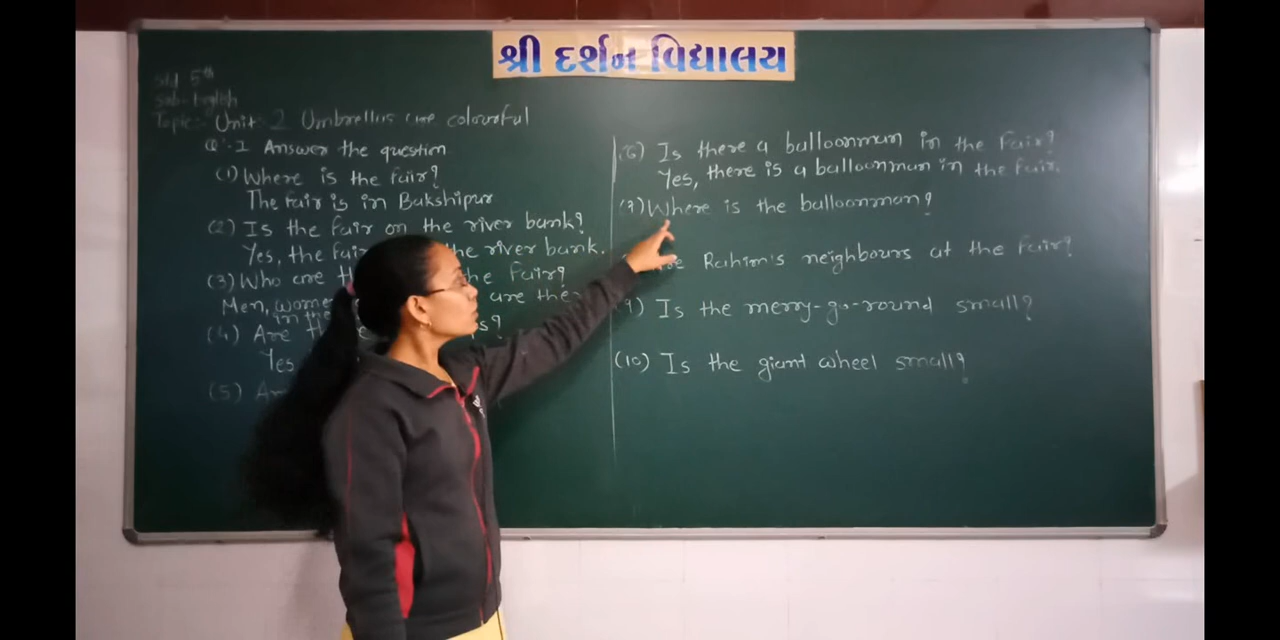 શ્રી દર્શન વિદ્યાલય
Std 5th
Sub- English
Topic:- Unit: 2 Umbrellas are colourful
Q:-I Answer the question
(1) Where is the fair?
The fair is in Bakshipur
(2) Is the fair on the river bank?
Yes, the fair the river bank.
(3) Who are the fair?
Men, women are there
in the
(4) Are ?
Yes
(5)
(6) Is there a balloonman in the fair?
Yes, there is a balloonman in the fair.
(7) Where is the balloonman?
Rahim's neighbours at the fair?
(9) Is the merry-go-round small?
(10) Is the giant wheel small?